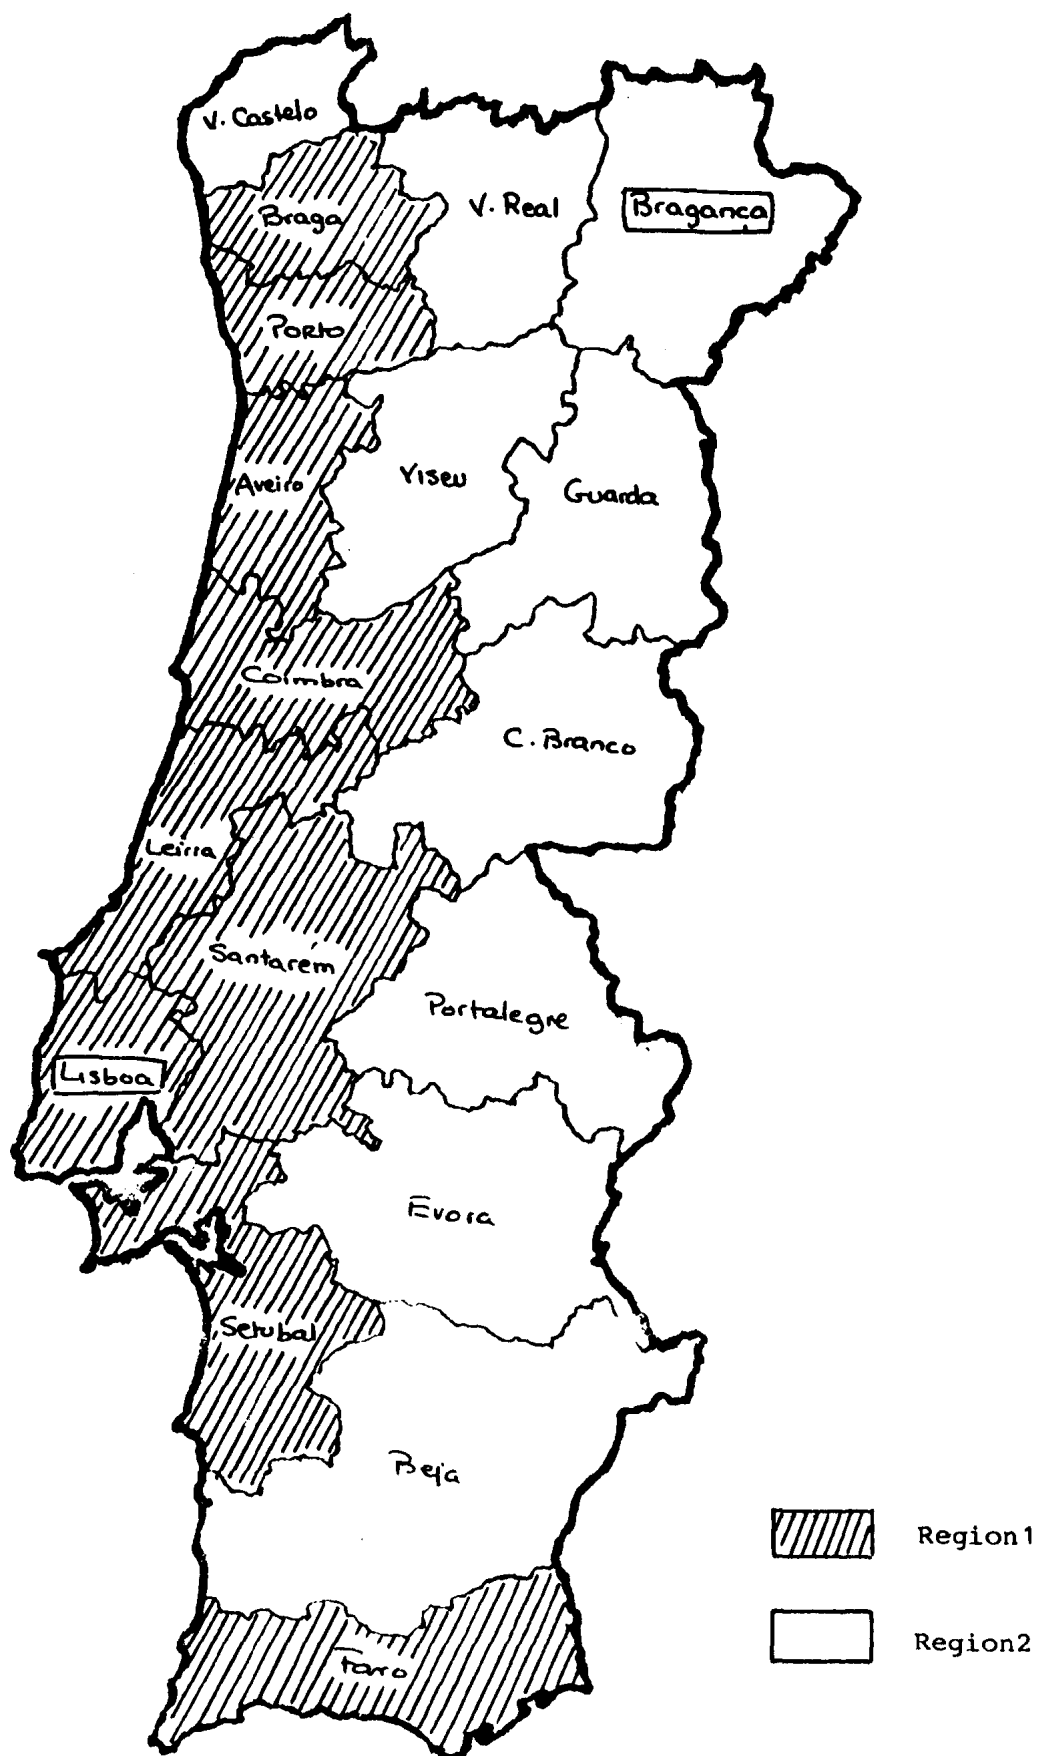 V. Castelo
Braga
V. Real
Braganca
Porto
Aveiro
Viseu
Guarda
Coimbra
C. Branco
Leiria
Santarém
Portalegre
Lisboa
Evora
Setubal
Beja
Faro
Region1
Region2